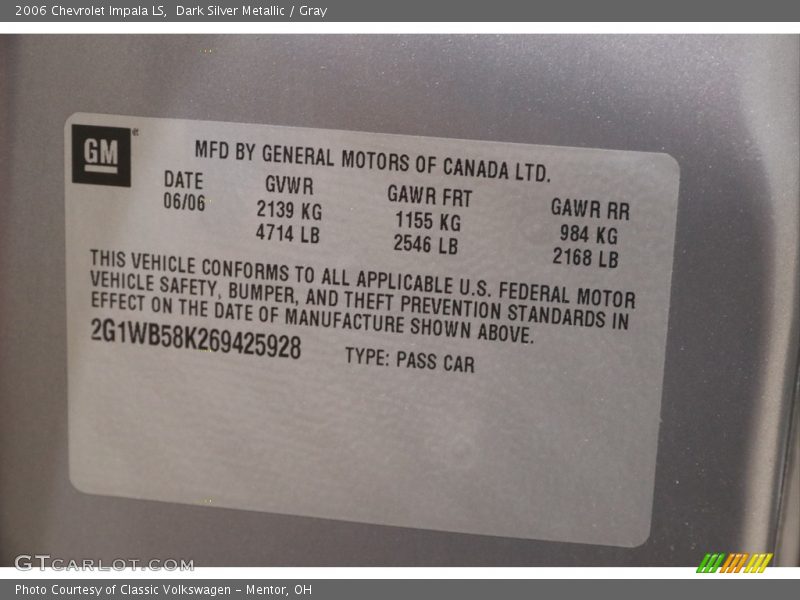 2006 Chevrolet Impala LS,  Dark Silver Metallic / Gray
GM
MFD BY GENERAL MOTORS OF CANADA LTD.
DATE GVWR GAWR FRT GAWR RR
06/06 2139 KG 1155 KG 984 KG
4714 LB 2546 LB 2168 LB
THIS VEHICLE CONFORMS TO ALL APPLICABLE U.S. FEDERAL MOTOR
VEHICLE SAFETY, BUMPER, AND THEFT PREVENTION STANDARDS IN
EFFECT ON THE DATE OF MANUFACTURE SHOWN ABOVE.
2G1WB58K269425928 TYPE: PASS CAR
GTCARLOT.COM
Photo Courtesy of Classic Volkswagen - Mentor, OH